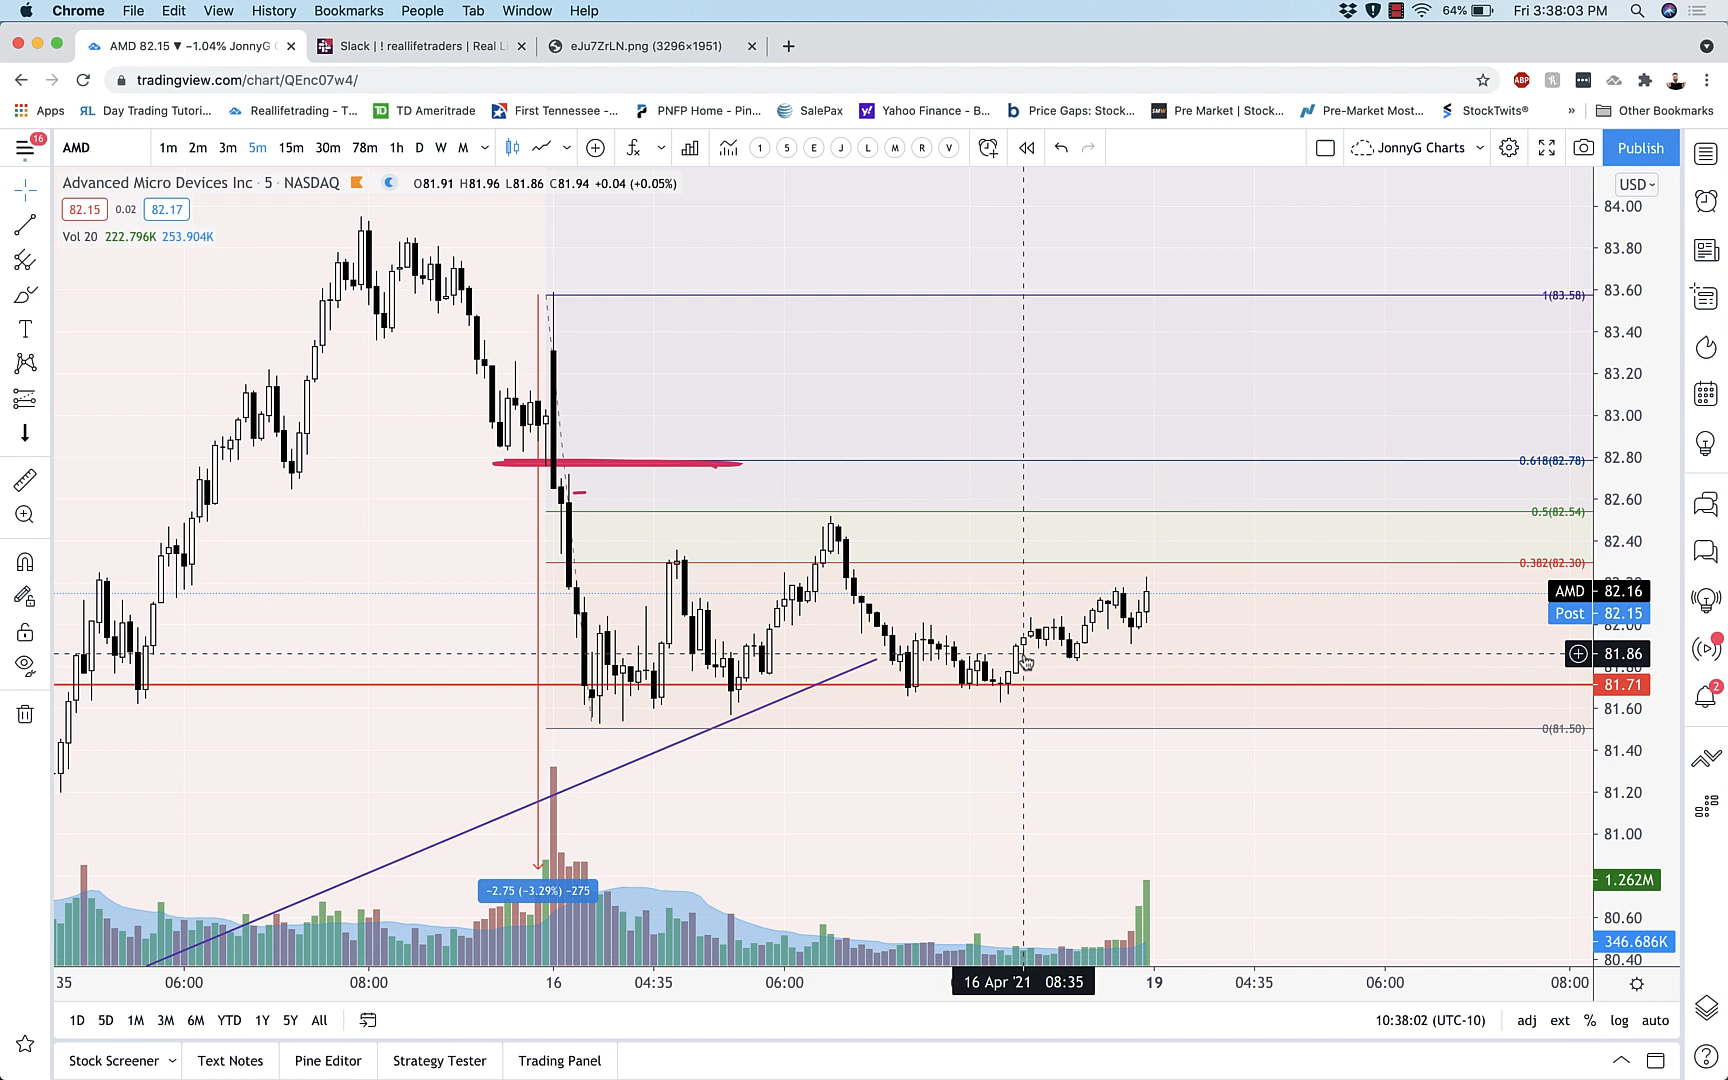 Chrome File Edit View History Bookmarks People Tab Window Help 64% Fri 3:38:03 PM
AMD 82.15 ▼ −1.04% JonnyG Slack | ! reallifetraders | Real Li eJu7ZrLN.png (3296×1951)
tradingview.com/chart/QEnc07w4/
Apps Day Trading Tutori... Reallifetrading - T... TD Ameritrade First Tennessee -... PNFP Home - Pin... SalePax Yahoo Finance - B... Price Gaps: Stock... Pre Market | Stock... Pre-Market Most... StockTwits® » Other Bookmarks
16 AMD 1m 2m 3m 5m 15m 30m 78m 1h D W M 1 5 E J L M R V JonnyG Charts Publish
Advanced Micro Devices Inc · 5 · NASDAQ O81.91 H81.96 L81.86 C81.94 +0.04 (+0.05%) USD
82.15 0.02 82.17
Vol 20 222.796K 253.904K
84.00
83.80
1(83.58) 83.60
83.40
83.20
83.00
0.618(82.78) 82.80
82.60
0.5(82.54)
82.40
0.382(82.30)
AMD 82.16
Post 82.15
82.00
81.86
81.71
81.60
0(81.50)
81.40
81.20
81.00
−2.75 (−3.29%) −275
1.262M
80.60
346.686K
80.40
35 06:00 08:00 16 04:35 06:00 16 Apr '21 08:35 19 04:35 06:00 08:00
1D 5D 1M 3M 6M YTD 1Y 5Y All 10:38:02 (UTC-10) adj ext % log auto
Stock Screener Text Notes Pine Editor Strategy Tester Trading Panel
2